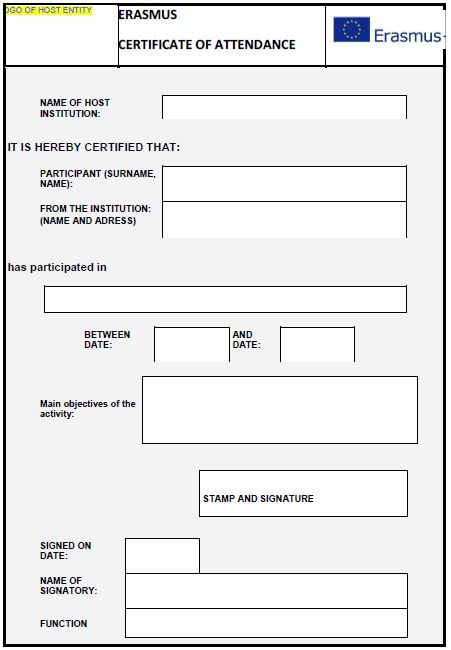 OGO OF HOST ENTITY
ERASMUS
CERTIFICATE OF ATTENDANCE
Erasmus+
NAME OF HOST
INSTITUTION:
IT IS HEREBY CERTIFIED THAT:
PARTICIPANT (SURNAME,
NAME):
FROM THE INSTITUTION:
(NAME AND ADRESS)
has participated in
BETWEEN
DATE:
AND
DATE:
Main objectives of the
activity:
STAMP AND SIGNATURE
SIGNED ON
DATE:
NAME OF
SIGNATORY:
FUNCTION